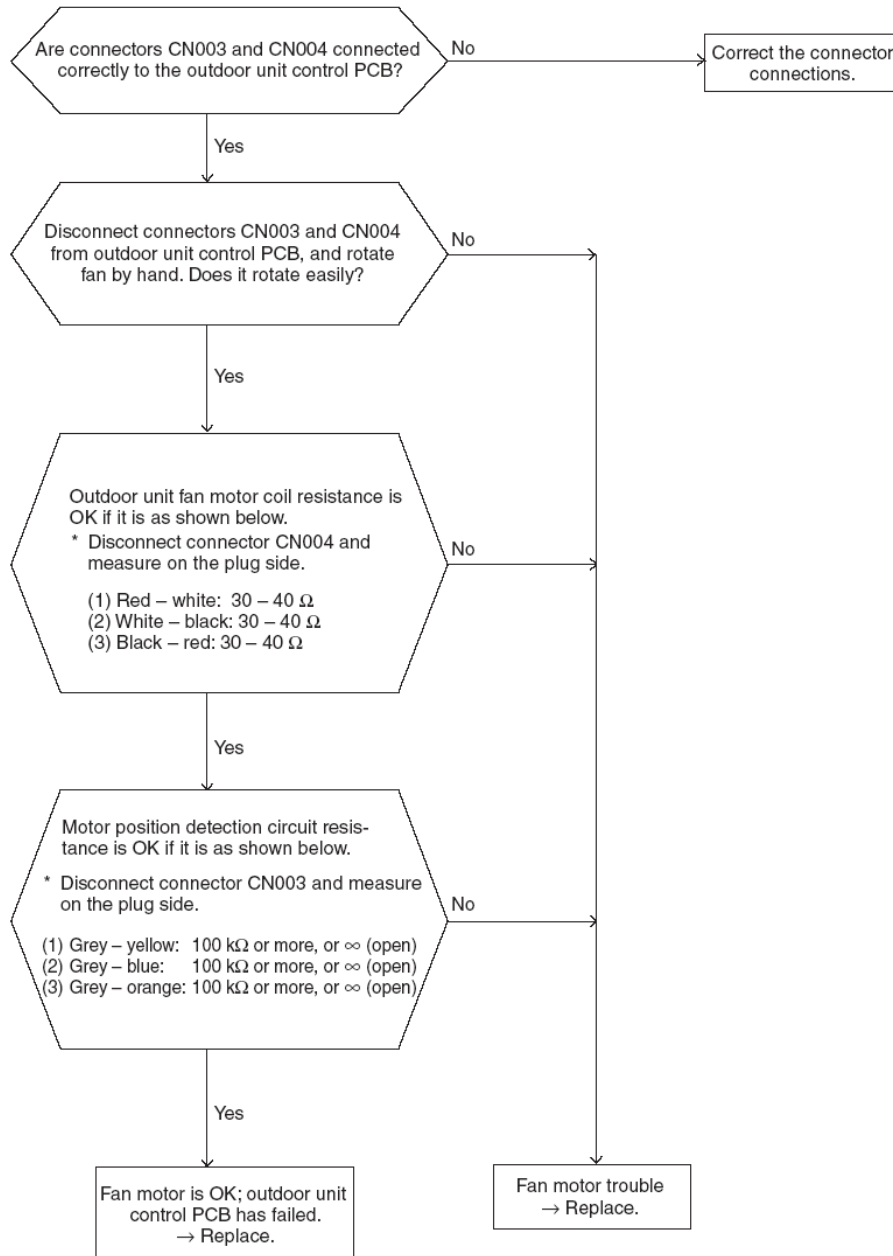 Are connectors CN003 and CN004 connected
correctly to the outdoor unit control PCB?
No
Correct the connector
connections.
Yes
Disconnect connectors CN003 and CN004
from outdoor unit control PCB, and rotate
fan by hand. Does it rotate easily?
No
Yes
Outdoor unit fan motor coil resistance is
OK if it is as shown below.
* Disconnect connector CN004 and
measure on the plug side.
(1) Red – white: 30 – 40 Ω
(2) White – black: 30 – 40 Ω
(3) Black – red: 30 – 40 Ω
No
Yes
Motor position detection circuit resis-
tance is OK if it is as shown below.
* Disconnect connector CN003 and measure
on the plug side.
(1) Grey – yellow: 100 kΩ or more, or ∞ (open)
(2) Grey – blue: 100 kΩ or more, or ∞ (open)
(3) Grey – orange: 100 kΩ or more, or ∞ (open)
No
Yes
Fan motor is OK; outdoor unit
control PCB has failed.
→ Replace.
Fan motor trouble
→ Replace.